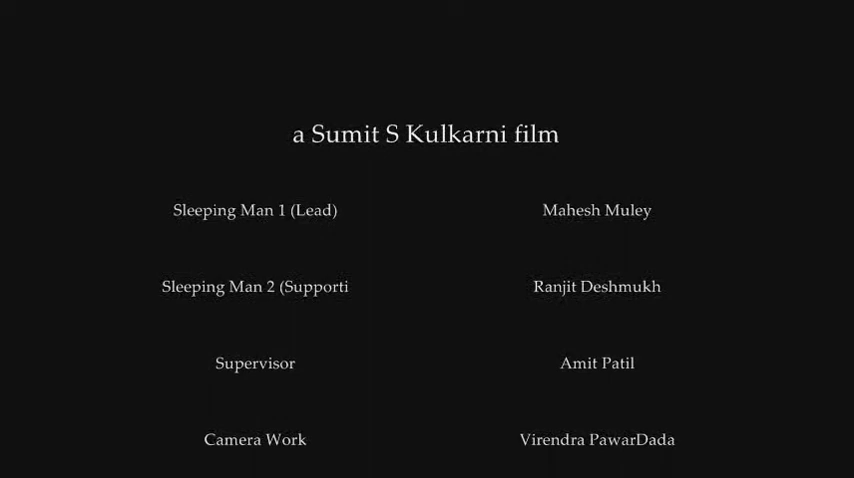 a Sumit S Kulkarni film
Sleeping Man 1 (Lead) Mahesh Muley
Sleeping Man 2 (Supporti Ranjit Deshmukh
Supervisor Amit Patil
Camera Work Virendra PawarDada